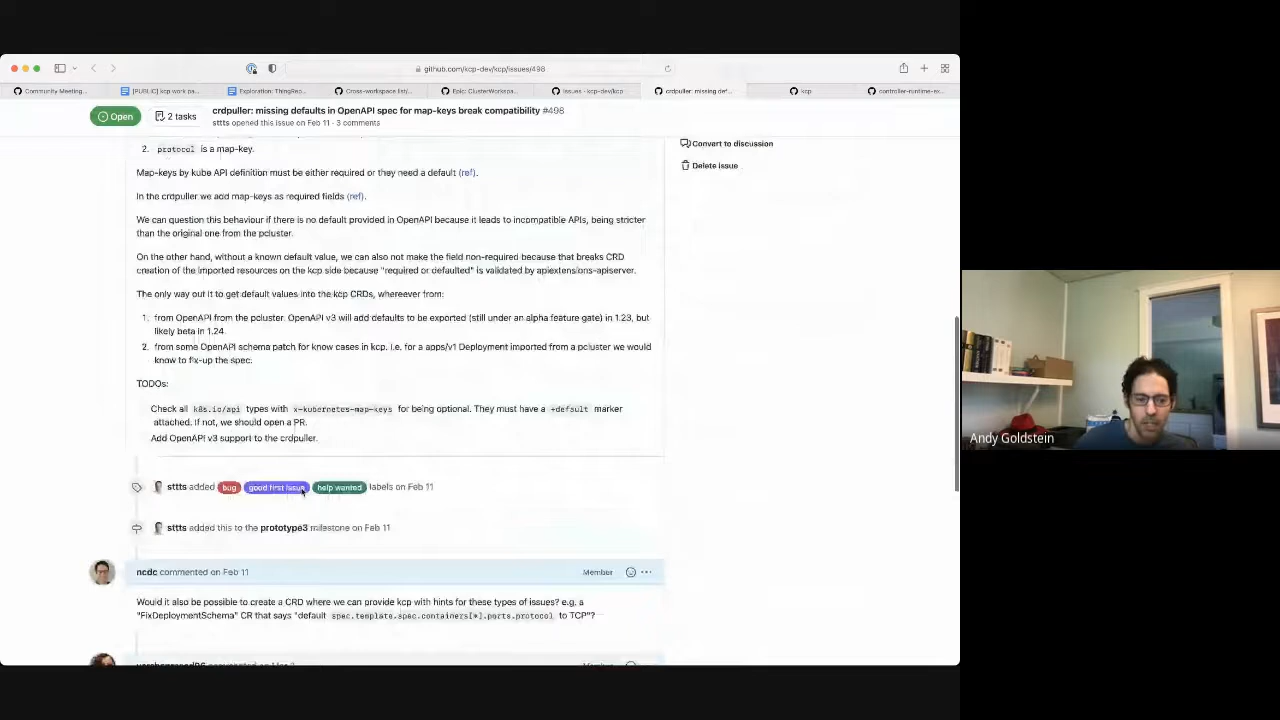 github.com/kcp-dev/kcp/issues/498
Community Meeting...
[PUBLIC] kcp work pa...
Exploration: ThingRep...
Cross-workspace list/...
Epic: ClusterWorkspa...
Issues · kcp-dev/kcp
crdpuller: missing def...
kcp
controller-runtime-ex...
Open
2 tasks
crdpuller: missing defaults in OpenAPI spec for map-keys break compatibility #498
sttts opened this issue on Feb 11 · 3 comments
Convert to discussion
Delete issue
2. protocol is a map-key.
Map-keys by kube API definition must be either required or they need a default (ref).
In the crdpuller we add map-keys as required fields (ref).
We can question this behaviour if there is no default provided in OpenAPI because it leads to incompatible APIs, being stricter
than the original one from the pcluster.
On the other hand, without a known default value, we can also not make the field non-required because that breaks CRD
creation of the imported resources on the kcp side because "required or defaulted" is validated by apiextensions-apiserver.
The only way out it to get default values into the kcp CRDs, whereever from:
1. from OpenAPI from the pcluster. OpenAPI v3 will add defaults to be exported (still under an alpha feature gate) in 1.23, but
likely beta in 1.24.
2. from some OpenAPI schema patch for know cases in kcp. i.e. for a apps/v1 Deployment imported from a pcluster we would
know to fix-up the spec.
TODOs:
Check all k8s.io/api types with x-kubernetes-map-keys for being optional. They must have a +default marker
attached. If not, we should open a PR.
Add OpenAPI v3 support to the crdpuller.
sttts added bug good first issue help wanted labels on Feb 11
sttts added this to the prototype3 milestone on Feb 11
ncdc commented on Feb 11
Member
Would it also be possible to create a CRD where we can provide kcp with hints for these types of issues? e.g. a
"FixDeploymentSchema" CR that says "default spec.template.spec.containers[*].ports.protocol to TCP"?
Andy Goldstein